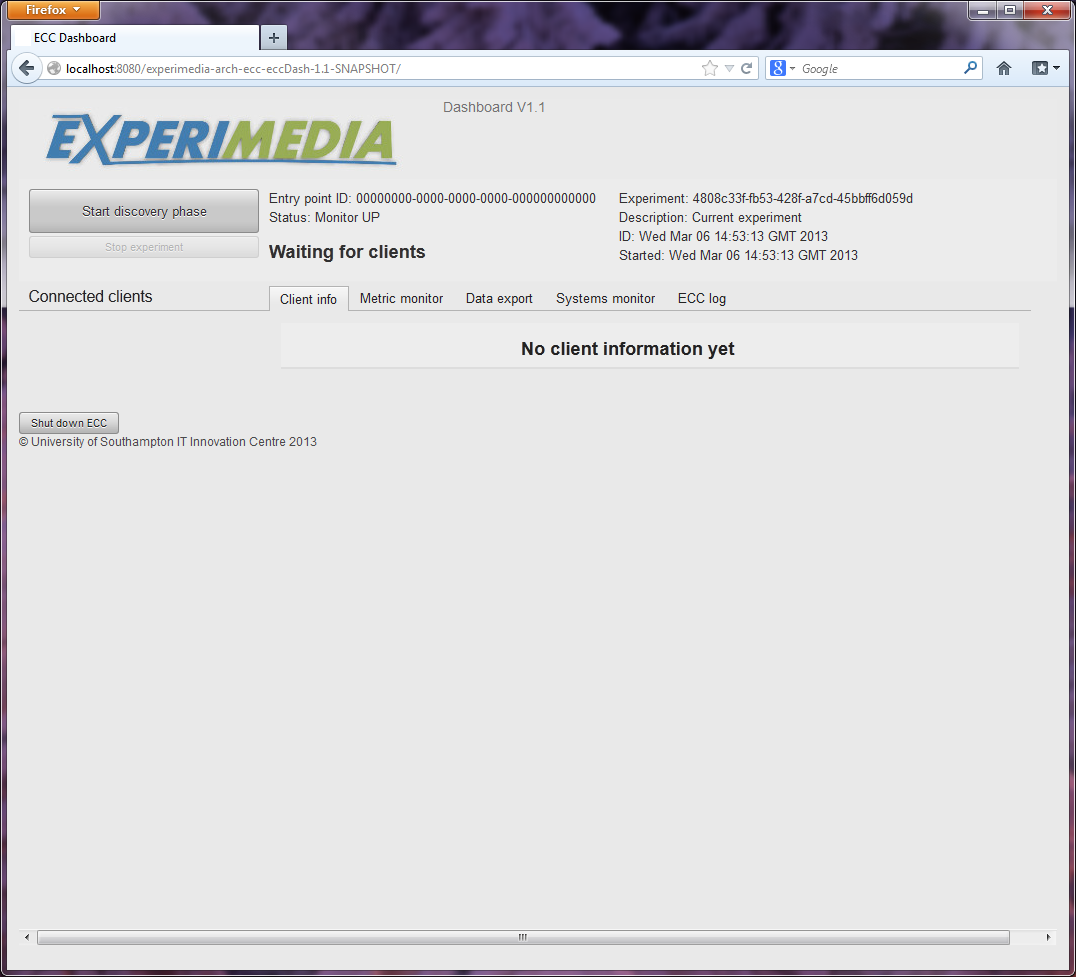 Firefox
ECC Dashboard
localhost:8080/experimedia-arch-ecc-eccDash-1.1-SNAPSHOT/
Google
Dashboard V1.1
EXPERIMEDIA
Start discovery phase
Stop experiment
Entry point ID: 00000000-0000-0000-0000-000000000000
Status: Monitor UP
Waiting for clients
Experiment: 4808c33f-fb53-428f-a7cd-45bbff6d059d
Description: Current experiment
ID: Wed Mar 06 14:53:13 GMT 2013
Started: Wed Mar 06 14:53:13 GMT 2013
Connected clients
Client info Metric monitor Data export Systems monitor ECC log
No client information yet
Shut down ECC
© University of Southampton IT Innovation Centre 2013